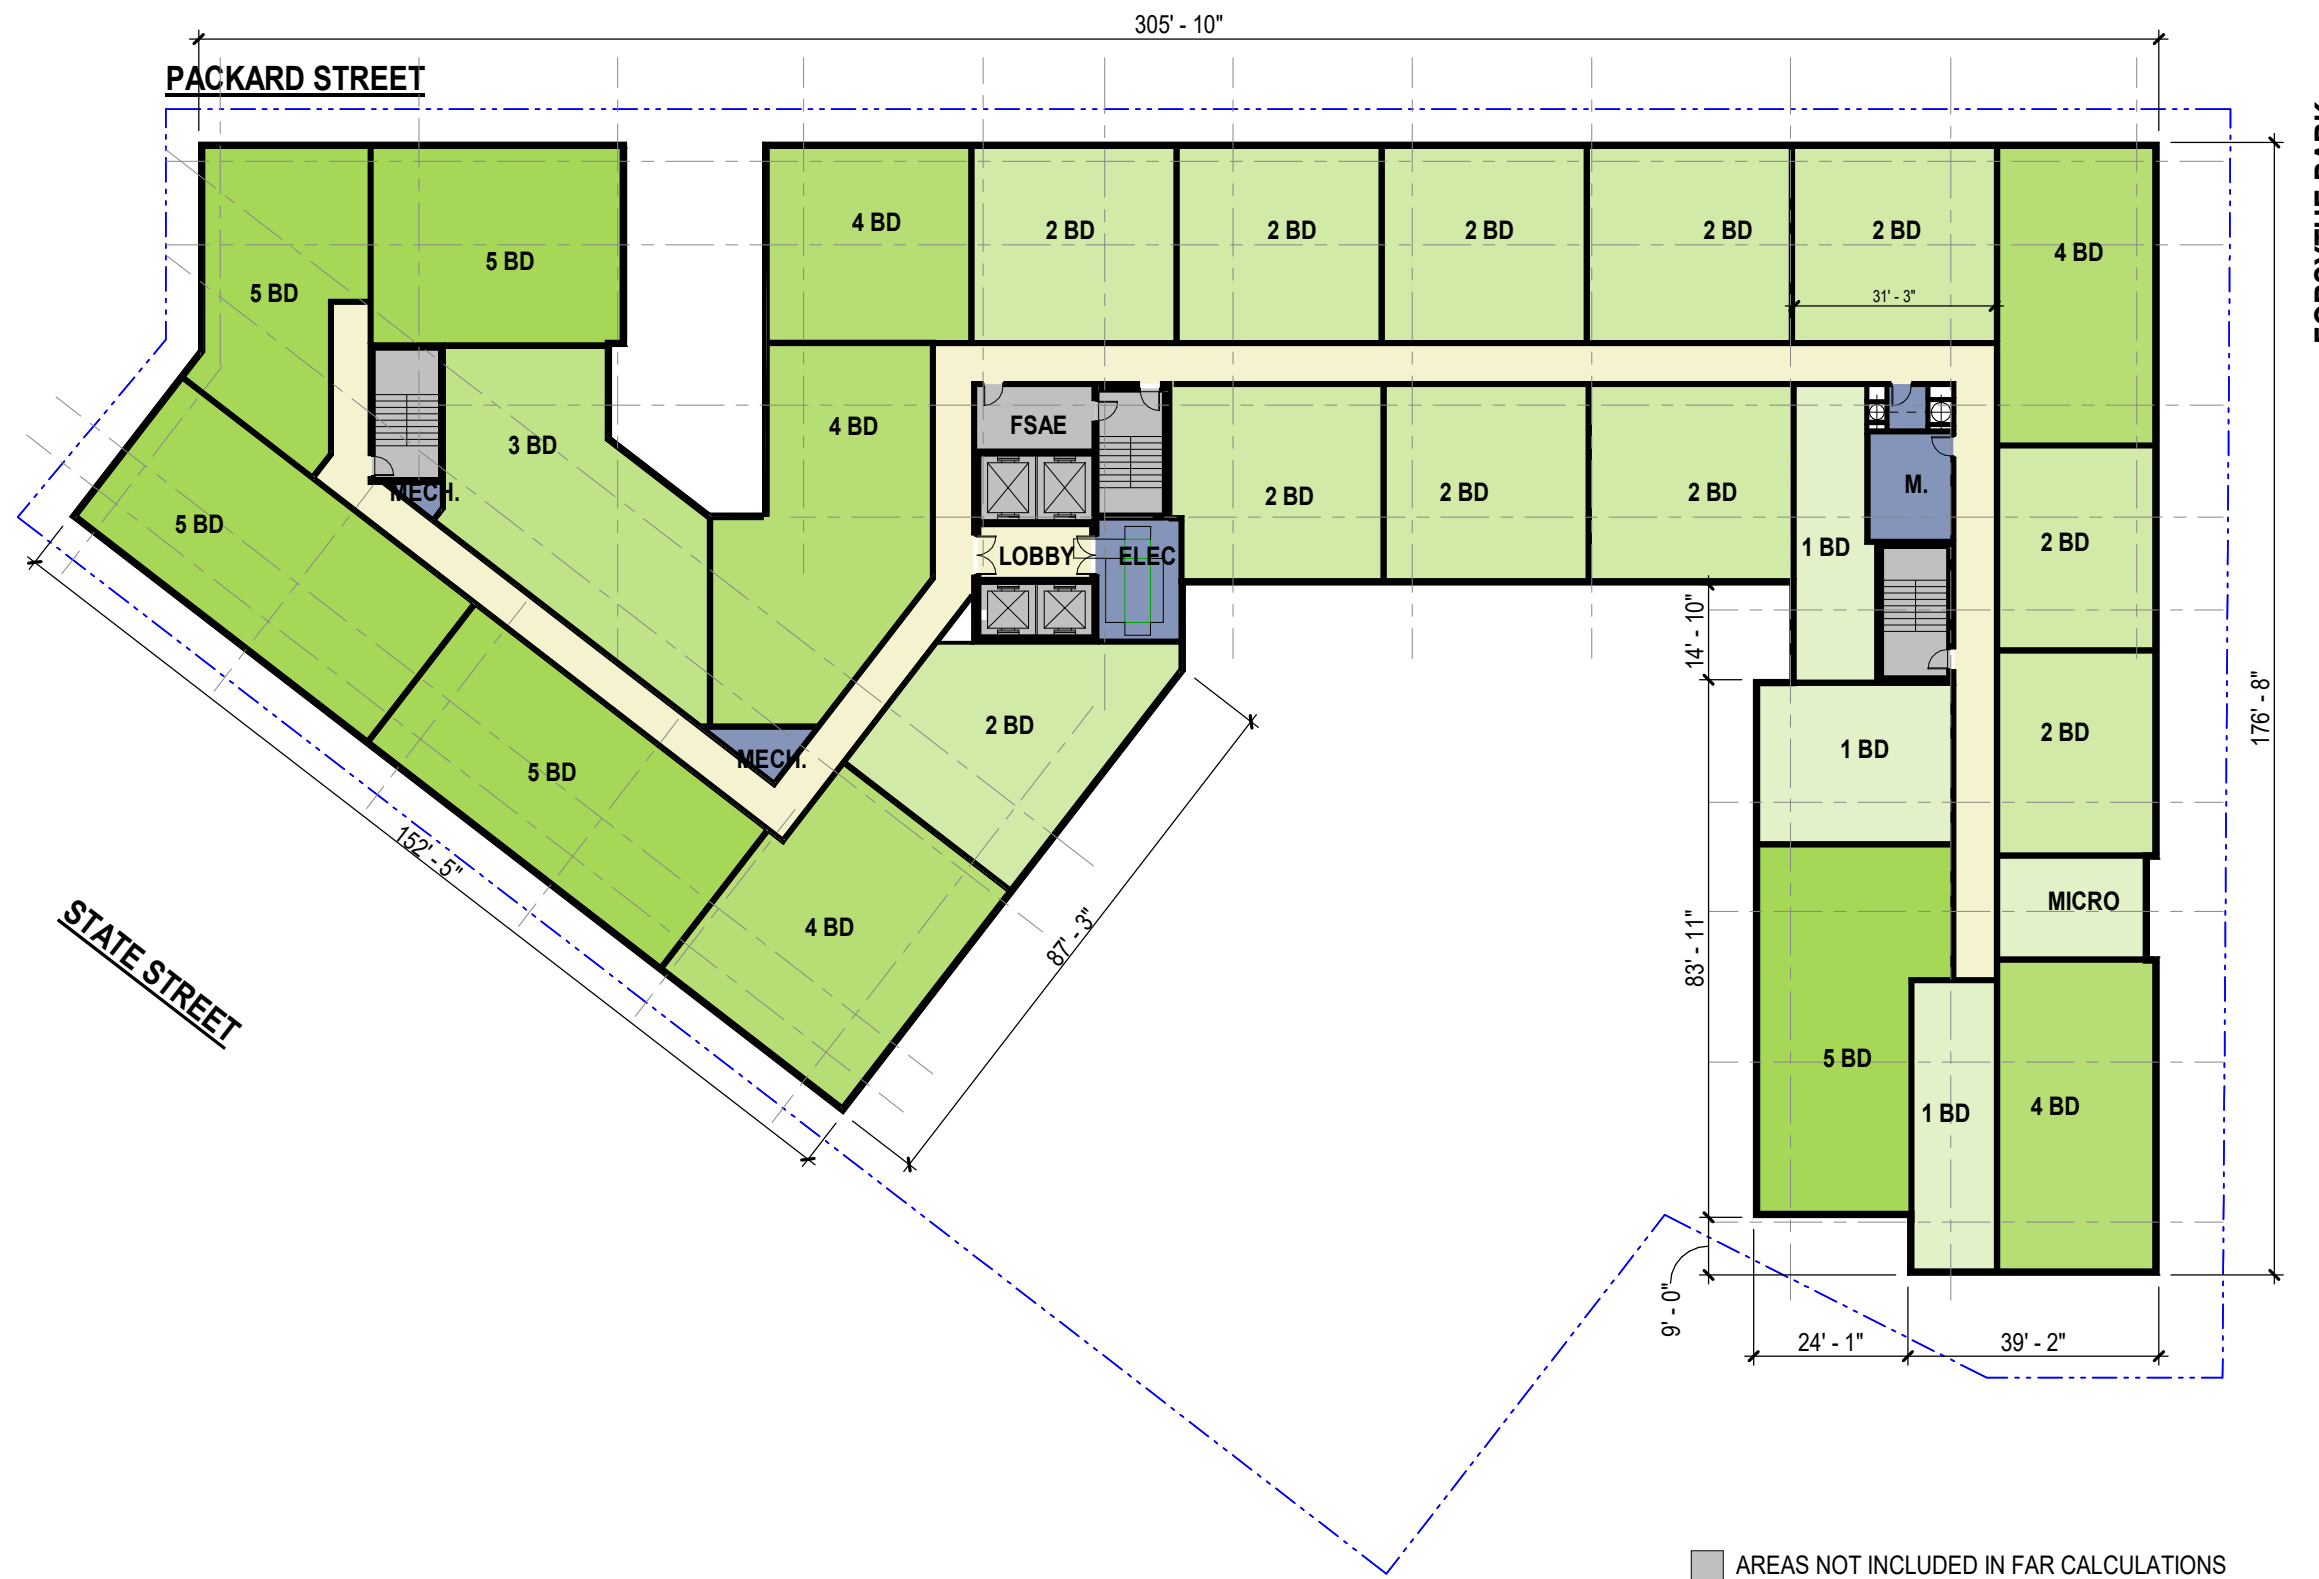 305' - 10"
PACKARD STREET
4 BD
2 BD
2 BD
2 BD
2 BD
2 BD
4 BD
5 BD
5 BD
31' - 3"
3 BD
4 BD
FSAE
MECH.
5 BD
2 BD
2 BD
2 BD
M.
1 BD
2 BD
LOBBY
ELEC
14' - 10"
176' - 8"
2 BD
1 BD
2 BD
MECH.
5 BD
152' - 5"
87' - 3"
4 BD
STATE STREET
83' - 11"
MICRO
5 BD
1 BD
4 BD
9' - 0"
24' - 1"
39' - 2"
AREAS NOT INCLUDED IN FAR CALCULATIONS